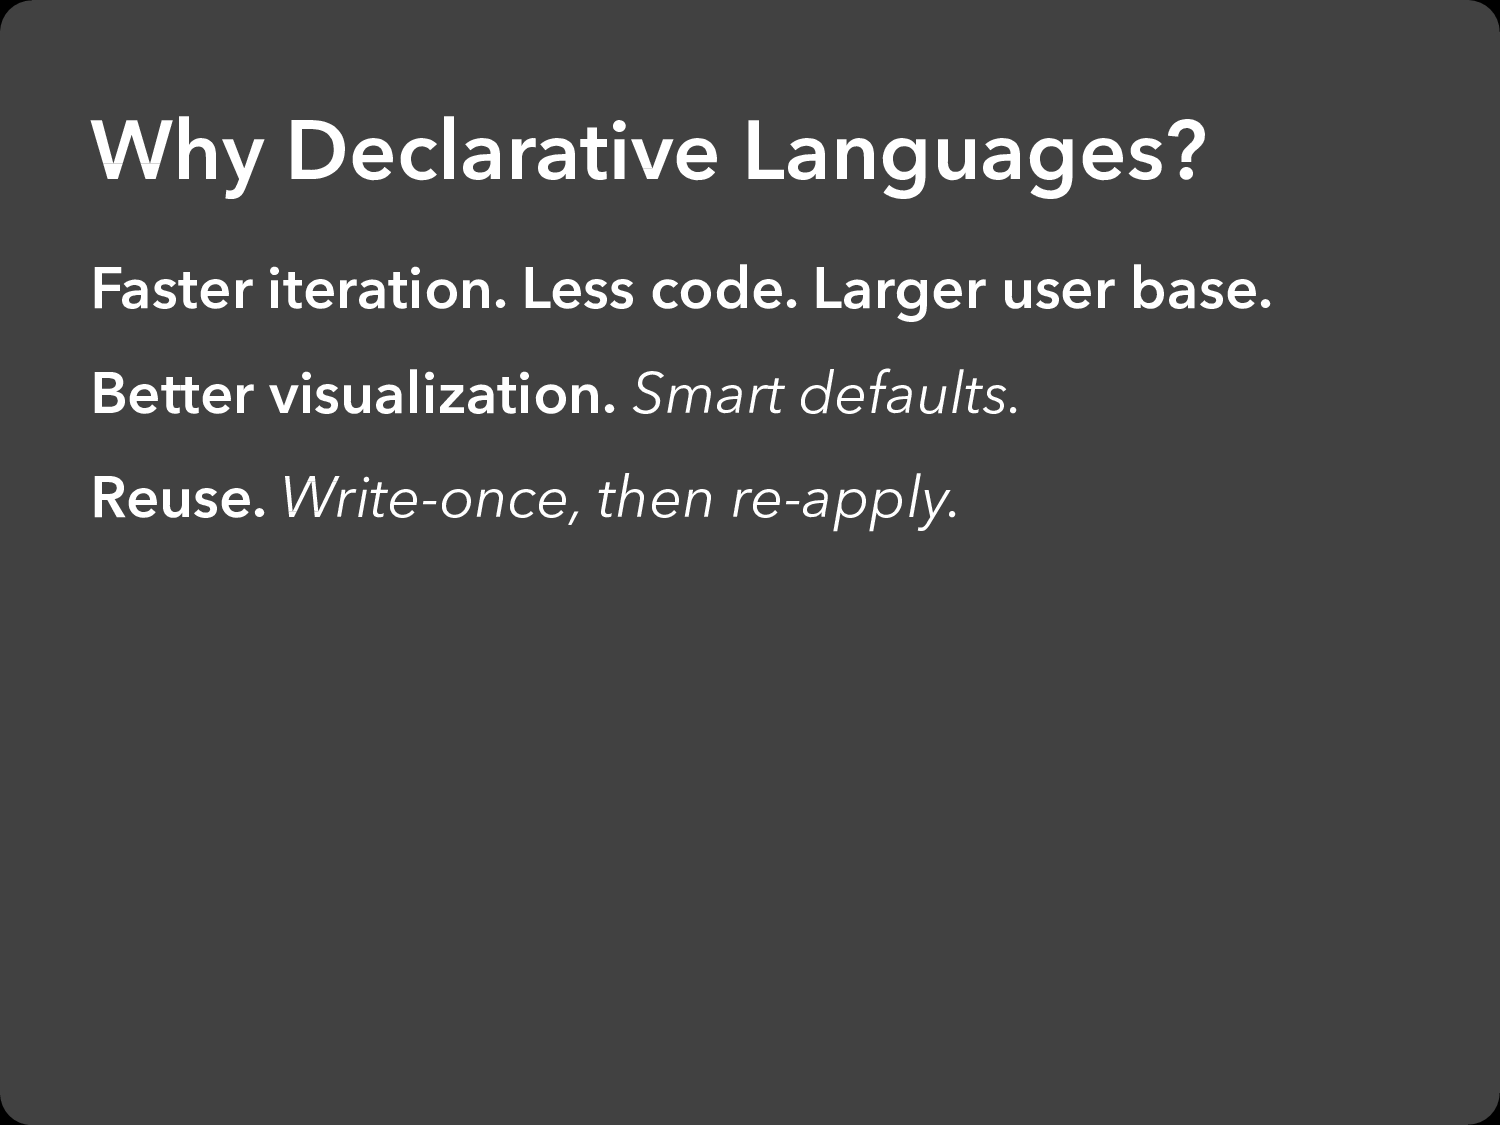 Why Declarative Languages?
Faster iteration. Less code. Larger user base.
Better visualization. Smart defaults.
Reuse. Write-once, then re-apply.